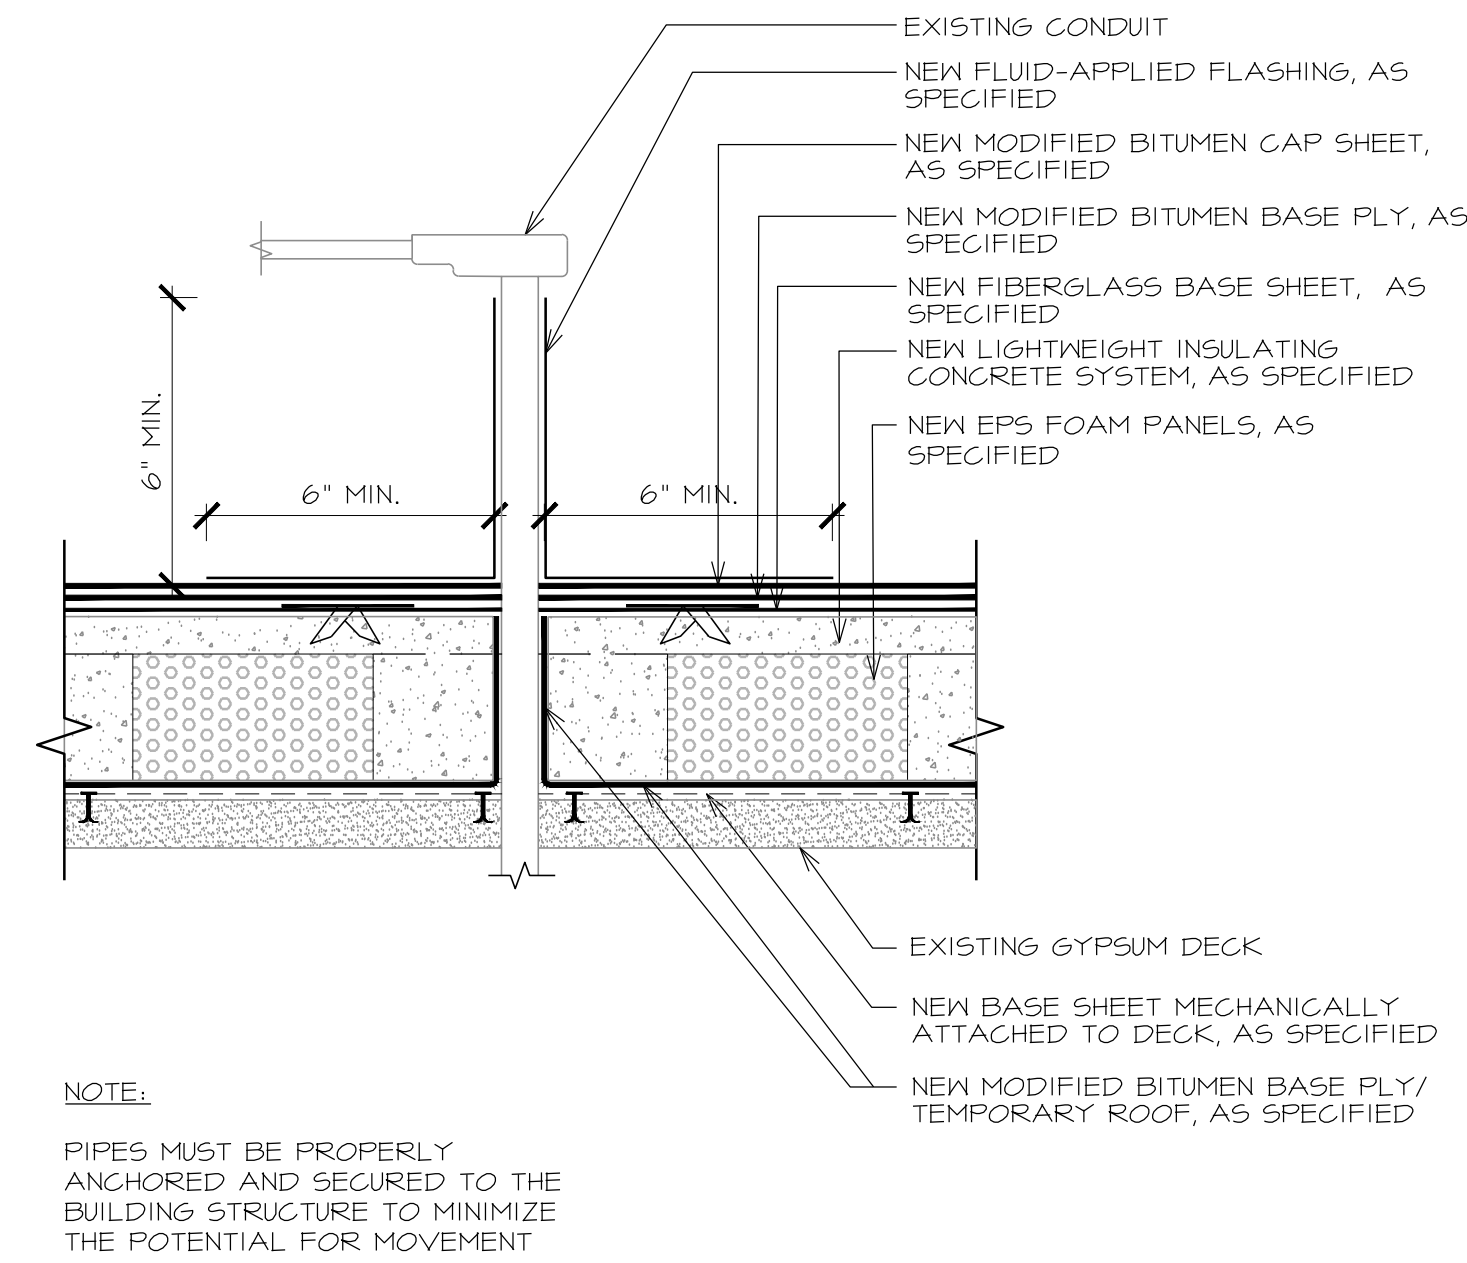 EXISTING CONDUIT
NEW FLUID-APPLIED FLASHING, AS
SPECIFIED
NEW MODIFIED BITUMEN CAP SHEET,
AS SPECIFIED
NEW MODIFIED BITUMEN BASE PLY, AS
SPECIFIED
NEW FIBERGLASS BASE SHEET, AS
SPECIFIED
NEW LIGHTWEIGHT INSULATING
CONCRETE SYSTEM, AS SPECIFIED
NEW EPS FOAM PANELS, AS
SPECIFIED
6" MIN.
6" MIN.
6" MIN.
EXISTING GYPSUM DECK
NEW BASE SHEET MECHANICALLY
ATTACHED TO DECK, AS SPECIFIED
NEW MODIFIED BITUMEN BASE PLY/
TEMPORARY ROOF, AS SPECIFIED
NOTE:
PIPES MUST BE PROPERLY
ANCHORED AND SECURED TO THE
BUILDING STRUCTURE TO MINIMIZE
THE POTENTIAL FOR MOVEMENT